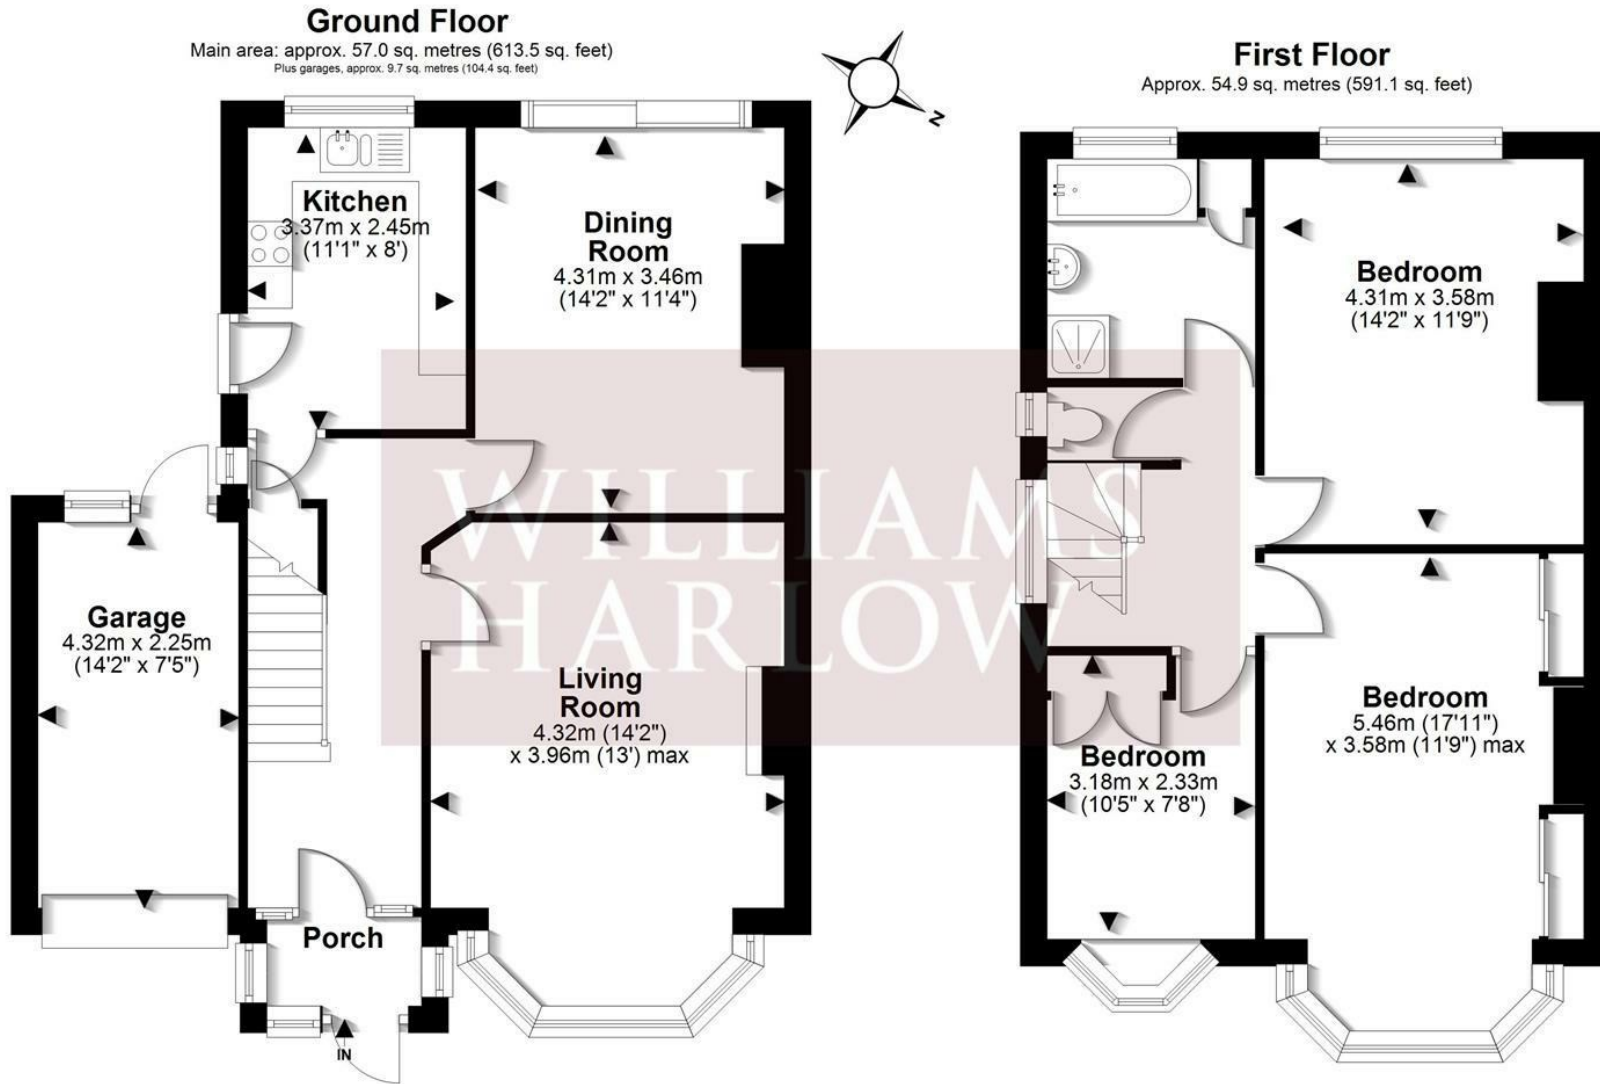 Ground Floor
Main area: approx. 57.0 sq. metres (613.5 sq. feet)
Plus garages, approx. 9.7 sq. metres (104.4 sq. feet)
N
First Floor
Approx. 54.9 sq. metres (591.1 sq. feet)
Kitchen
3.37m x 2.45m
(11'1" x 8')
Dining
Room
4.31m x 3.46m
(14'2" x 11'4")
Garage
4.32m x 2.25m
(14'2" x 7'5")
Living
Room
4.32m (14'2")
x 3.96m (13') max
Porch
IN
Bedroom
4.31m x 3.58m
(14'2" x 11'9")
Bedroom
5.46m (17'11")
x 3.58m (11'9") max
Bedroom
3.18m x 2.33m
(10'5" x 7'8")
WILLIAMS
HARLOW